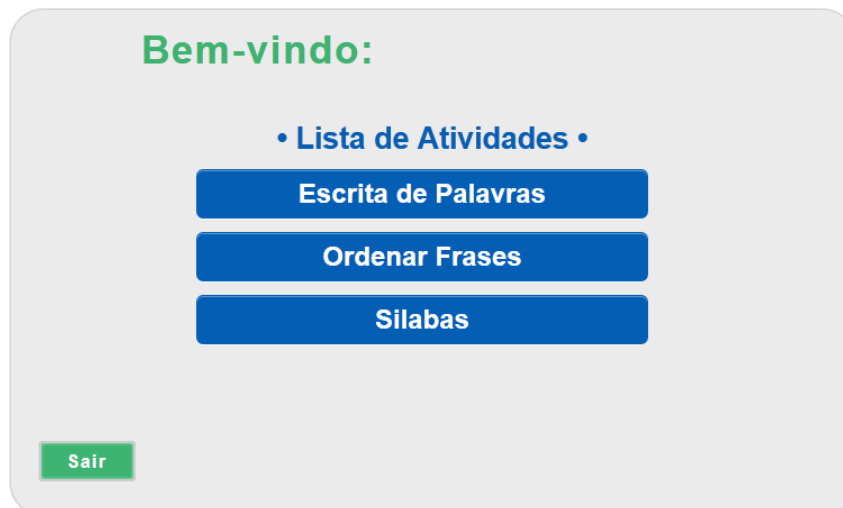 Bem-vindo:
• Lista de Atividades •
Escrita de Palavras
Ordenar Frases
Silabas
Sair